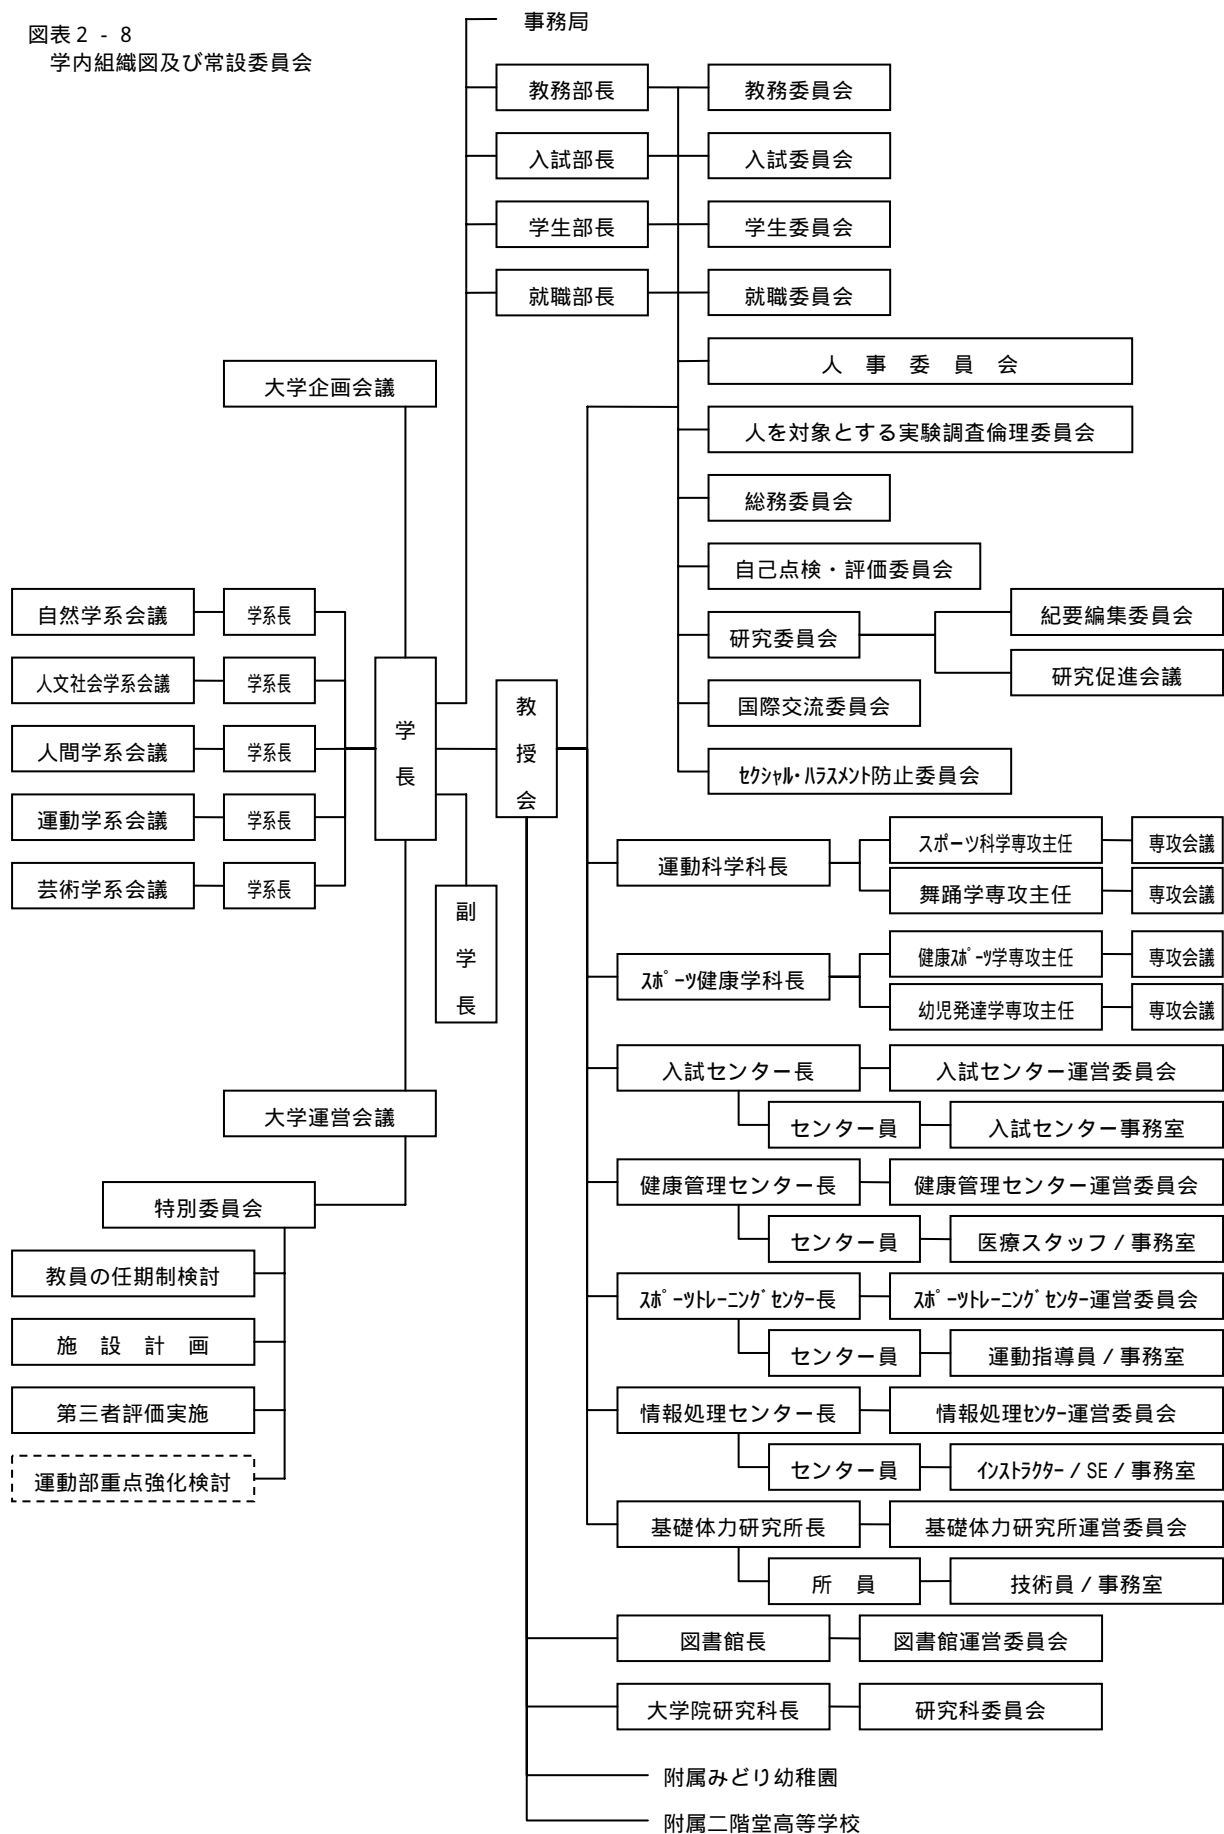 図表2 - 8
学内組織図及び常設委員会
事務局
教務部長
教務委員会
入試部長
入試委員会
学生部長
学生委員会
就職部長
就職委員会
人 事 委 員 会
大学企画会議
人を対象とする実験調査倫理委員会
総務委員会
自己点検・評価委員会
自然学系会議
学系長
研究委員会
紀要編集委員会
研究促進会議
人文社会学系会議
学系長
国際交流委員会
人間学系会議
学系長
学長
教授会
セクシャル・ハラスメント防止委員会
運動学系会議
学系長
芸術学系会議
学系長
副学長
運動科学科長
スポーツ科学専攻主任
専攻会議
舞踊学専攻主任
専攻会議
スポーツ健康学科長
健康スポーツ学専攻主任
専攻会議
幼児発達学専攻主任
専攻会議
入試センター長
入試センター運営委員会
センター員
入試センター事務室
大学運営会議
健康管理センター長
健康管理センター運営委員会
センター員
医療スタッフ / 事務室
特別委員会
教員の任期制検討
施 設 計 画
第三者評価実施
運動部重点強化検討
スポーツトレーニングセンター長
スポーツトレーニングセンター運営委員会
センター員
運動指導員 / 事務室
情報処理センター長
情報処理センター運営委員会
センター員
インストラクター / SE / 事務室
基礎体力研究所長
基礎体力研究所運営委員会
所 員
技術員 / 事務室
図書館長
図書館運営委員会
大学院研究科長
研究科委員会
附属みどり幼稚園
附属二階堂高等学校